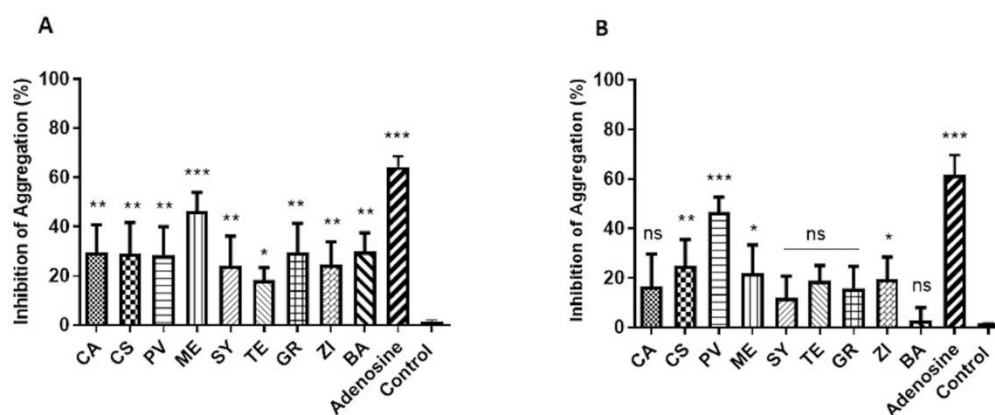 A
Inhibition of Aggregation (%)
100
80
60
40
20
0
** ** ** *** ** * ** ** ** ***
CA CS PV ME SY TE GR ZI BA Adenosine Control
B
Inhibition of Aggregation (%)
100
80
60
40
20
0
ns ** *** * ns * ns ***
CA CS PV ME SY TE GR ZI BA Adenosine Control